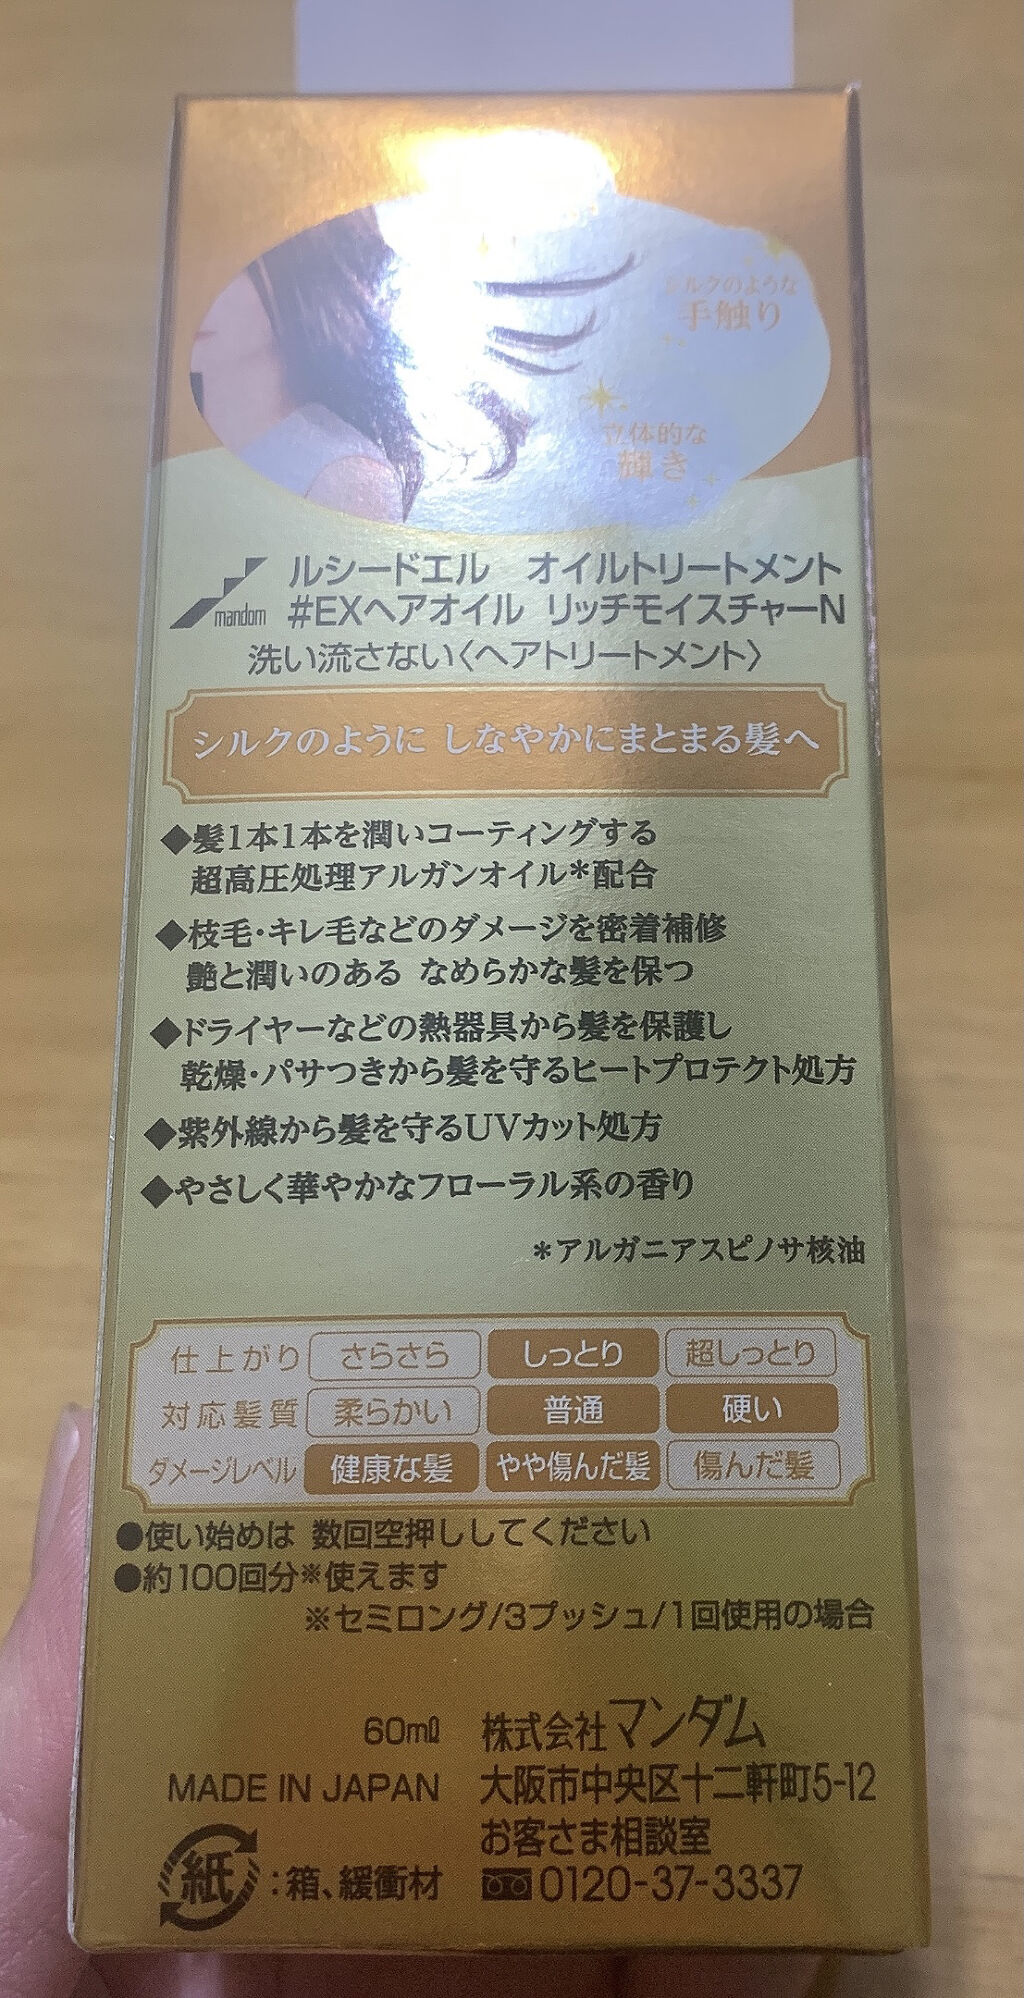 シルクのような
手触り
立体的な
輝き
mandom
ルシードエル オイルトリートメント
#EXヘアオイル リッチモイスチャーN
洗い流さない〈ヘアトリートメント〉
シルクのように しなやかにまとまる髪へ
◆髪1本1本を潤いコーティングする
超高圧処理アルガンオイル*配合
◆枝毛・キレ毛などのダメージを密着補修
艶と潤いのある なめらかな髪を保つ
◆ドライヤーなどの熱器具から髪を保護し
乾燥・パサつきから髪を守るヒートプロテクト処方
◆紫外線から髪を守るUVカット処方
◆やさしく華やかなフローラル系の香り
*アルガニアスピノサ核油
仕上がり さらさら しっとり 超しっとり
対応髪質 柔らかい 普通 硬い
ダメージレベル 健康な髪 やや傷んだ髪 傷んだ髪
●使い始めは 数回空押ししてください
●約100回分※使えます
※セミロング/3プッシュ/1回使用の場合
60mℓ 株式会社マンダム
MADE IN JAPAN 大阪市中央区十二軒町5-12
お客さま相談室
紙:箱、緩衝材 0120-37-3337